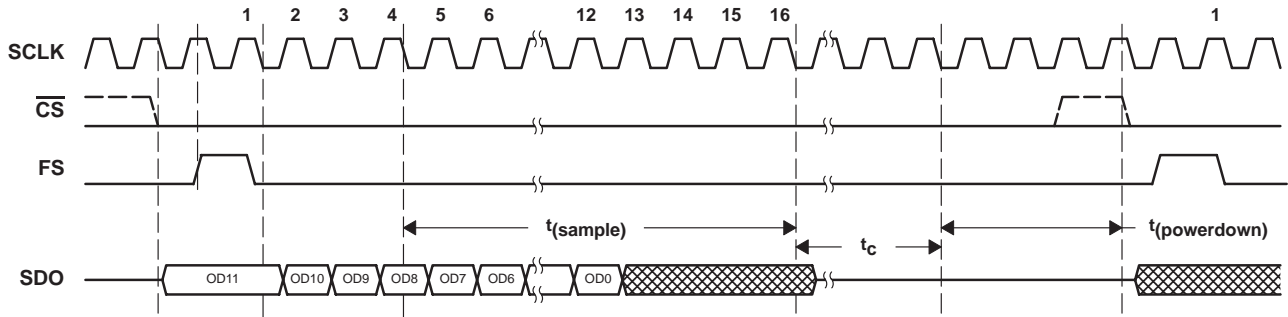 1 2 3 4 5 6 12 13 14 15 16 1
SCLK
CS
FS
t(sample) t(powerdown)
tc
SDO OD11 OD10 OD9 OD8 OD7 OD6 OD0